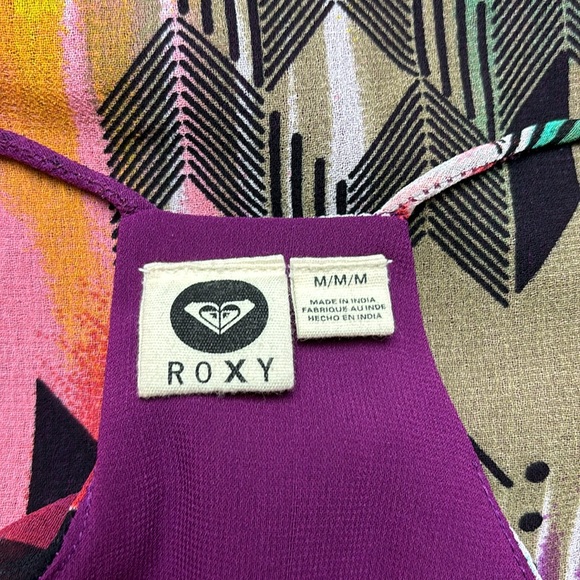 ROXY
M/M/M
MADE IN INDIA
FABRIQUE AU INDE
HECHO EN INDIA